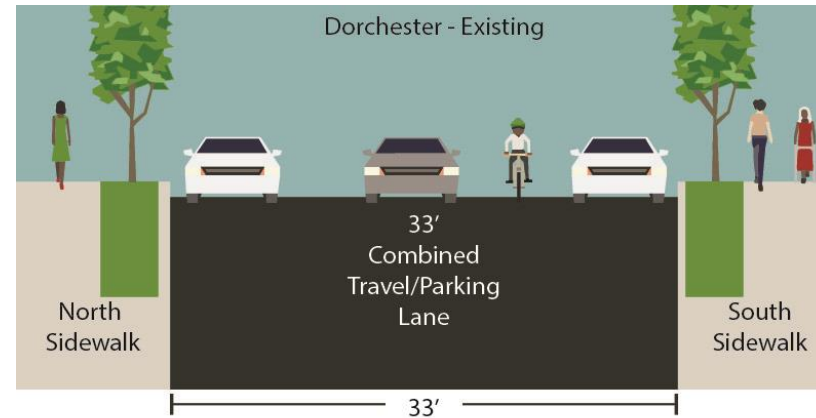 Dorchester - Existing
33'
Combined
Travel/Parking
Lane
North
Sidewalk
South
Sidewalk
33'